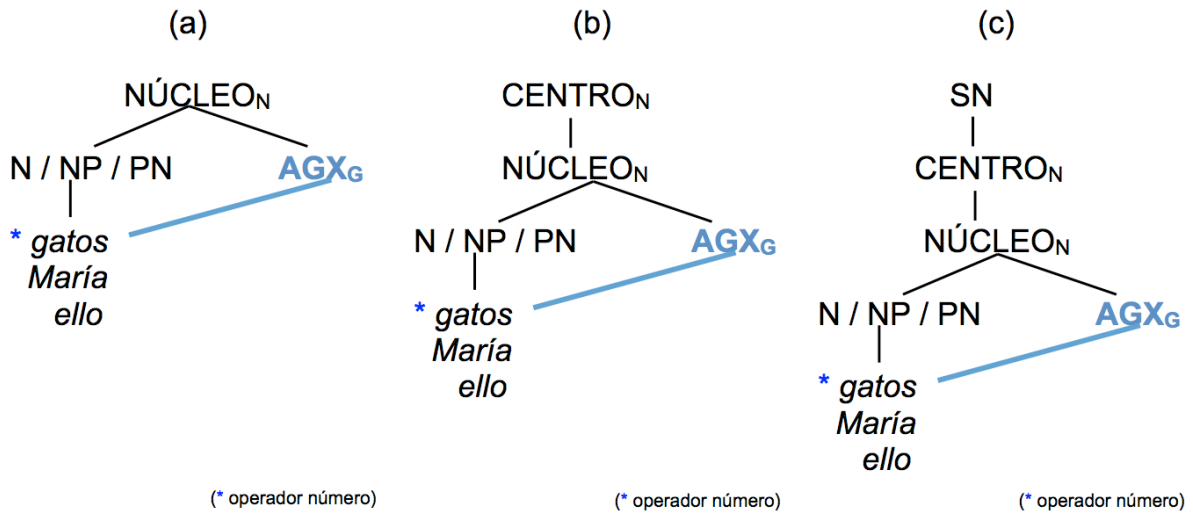 (a)
NÚCLEON
N / NP / PN AGXG
* gatos
María
ello
(* operador número)
(b)
CENTRON
NÚCLEON
N / NP / PN AGXG
* gatos
María
ello
(* operador número)
(c)
SN
CENTRON
NÚCLEON
N / NP / PN AGXG
* gatos
María
ello
(* operador número)